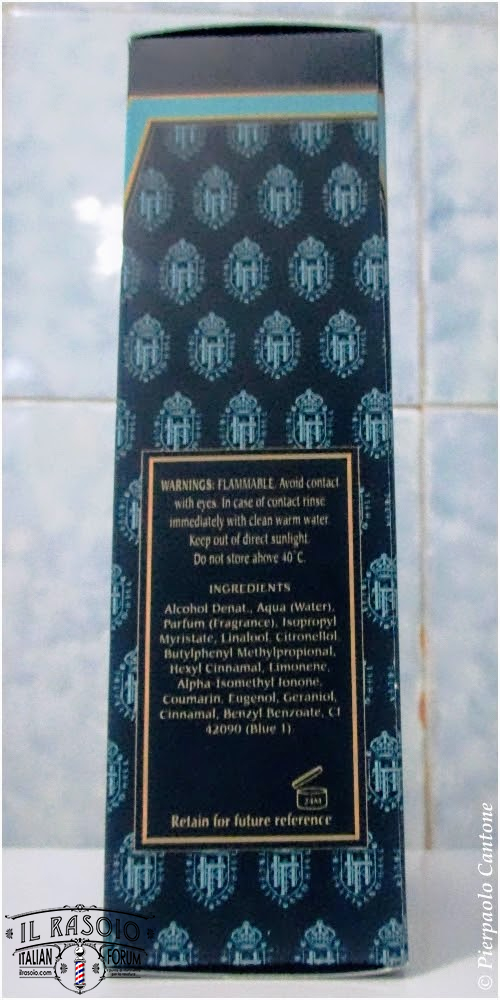 WARNINGS: FLAMMABLE. Avoid contact
with eyes. In case of contact rinse
immediately with clean warm water.
Keep out of direct sunlight.
Do not store above 40°C.
INGREDIENTS
Alcohol Denat., Aqua (Water),
Parfum (Fragrance), Isopropyl
Myristate, Linalool, Citronellol,
Butylphenyl Methylpropional,
Hexyl Cinnamal, Limonene,
Alpha-Isomethyl Ionone,
Coumarin, Eugenol, Geraniol,
Cinnamal, Benzyl Benzoate, CI
42090 (Blue 1)
24M
Retain for future reference
IL RASOIO
ITALIAN FORUM
ilrasoio.com
© Pierpaolo Cantone